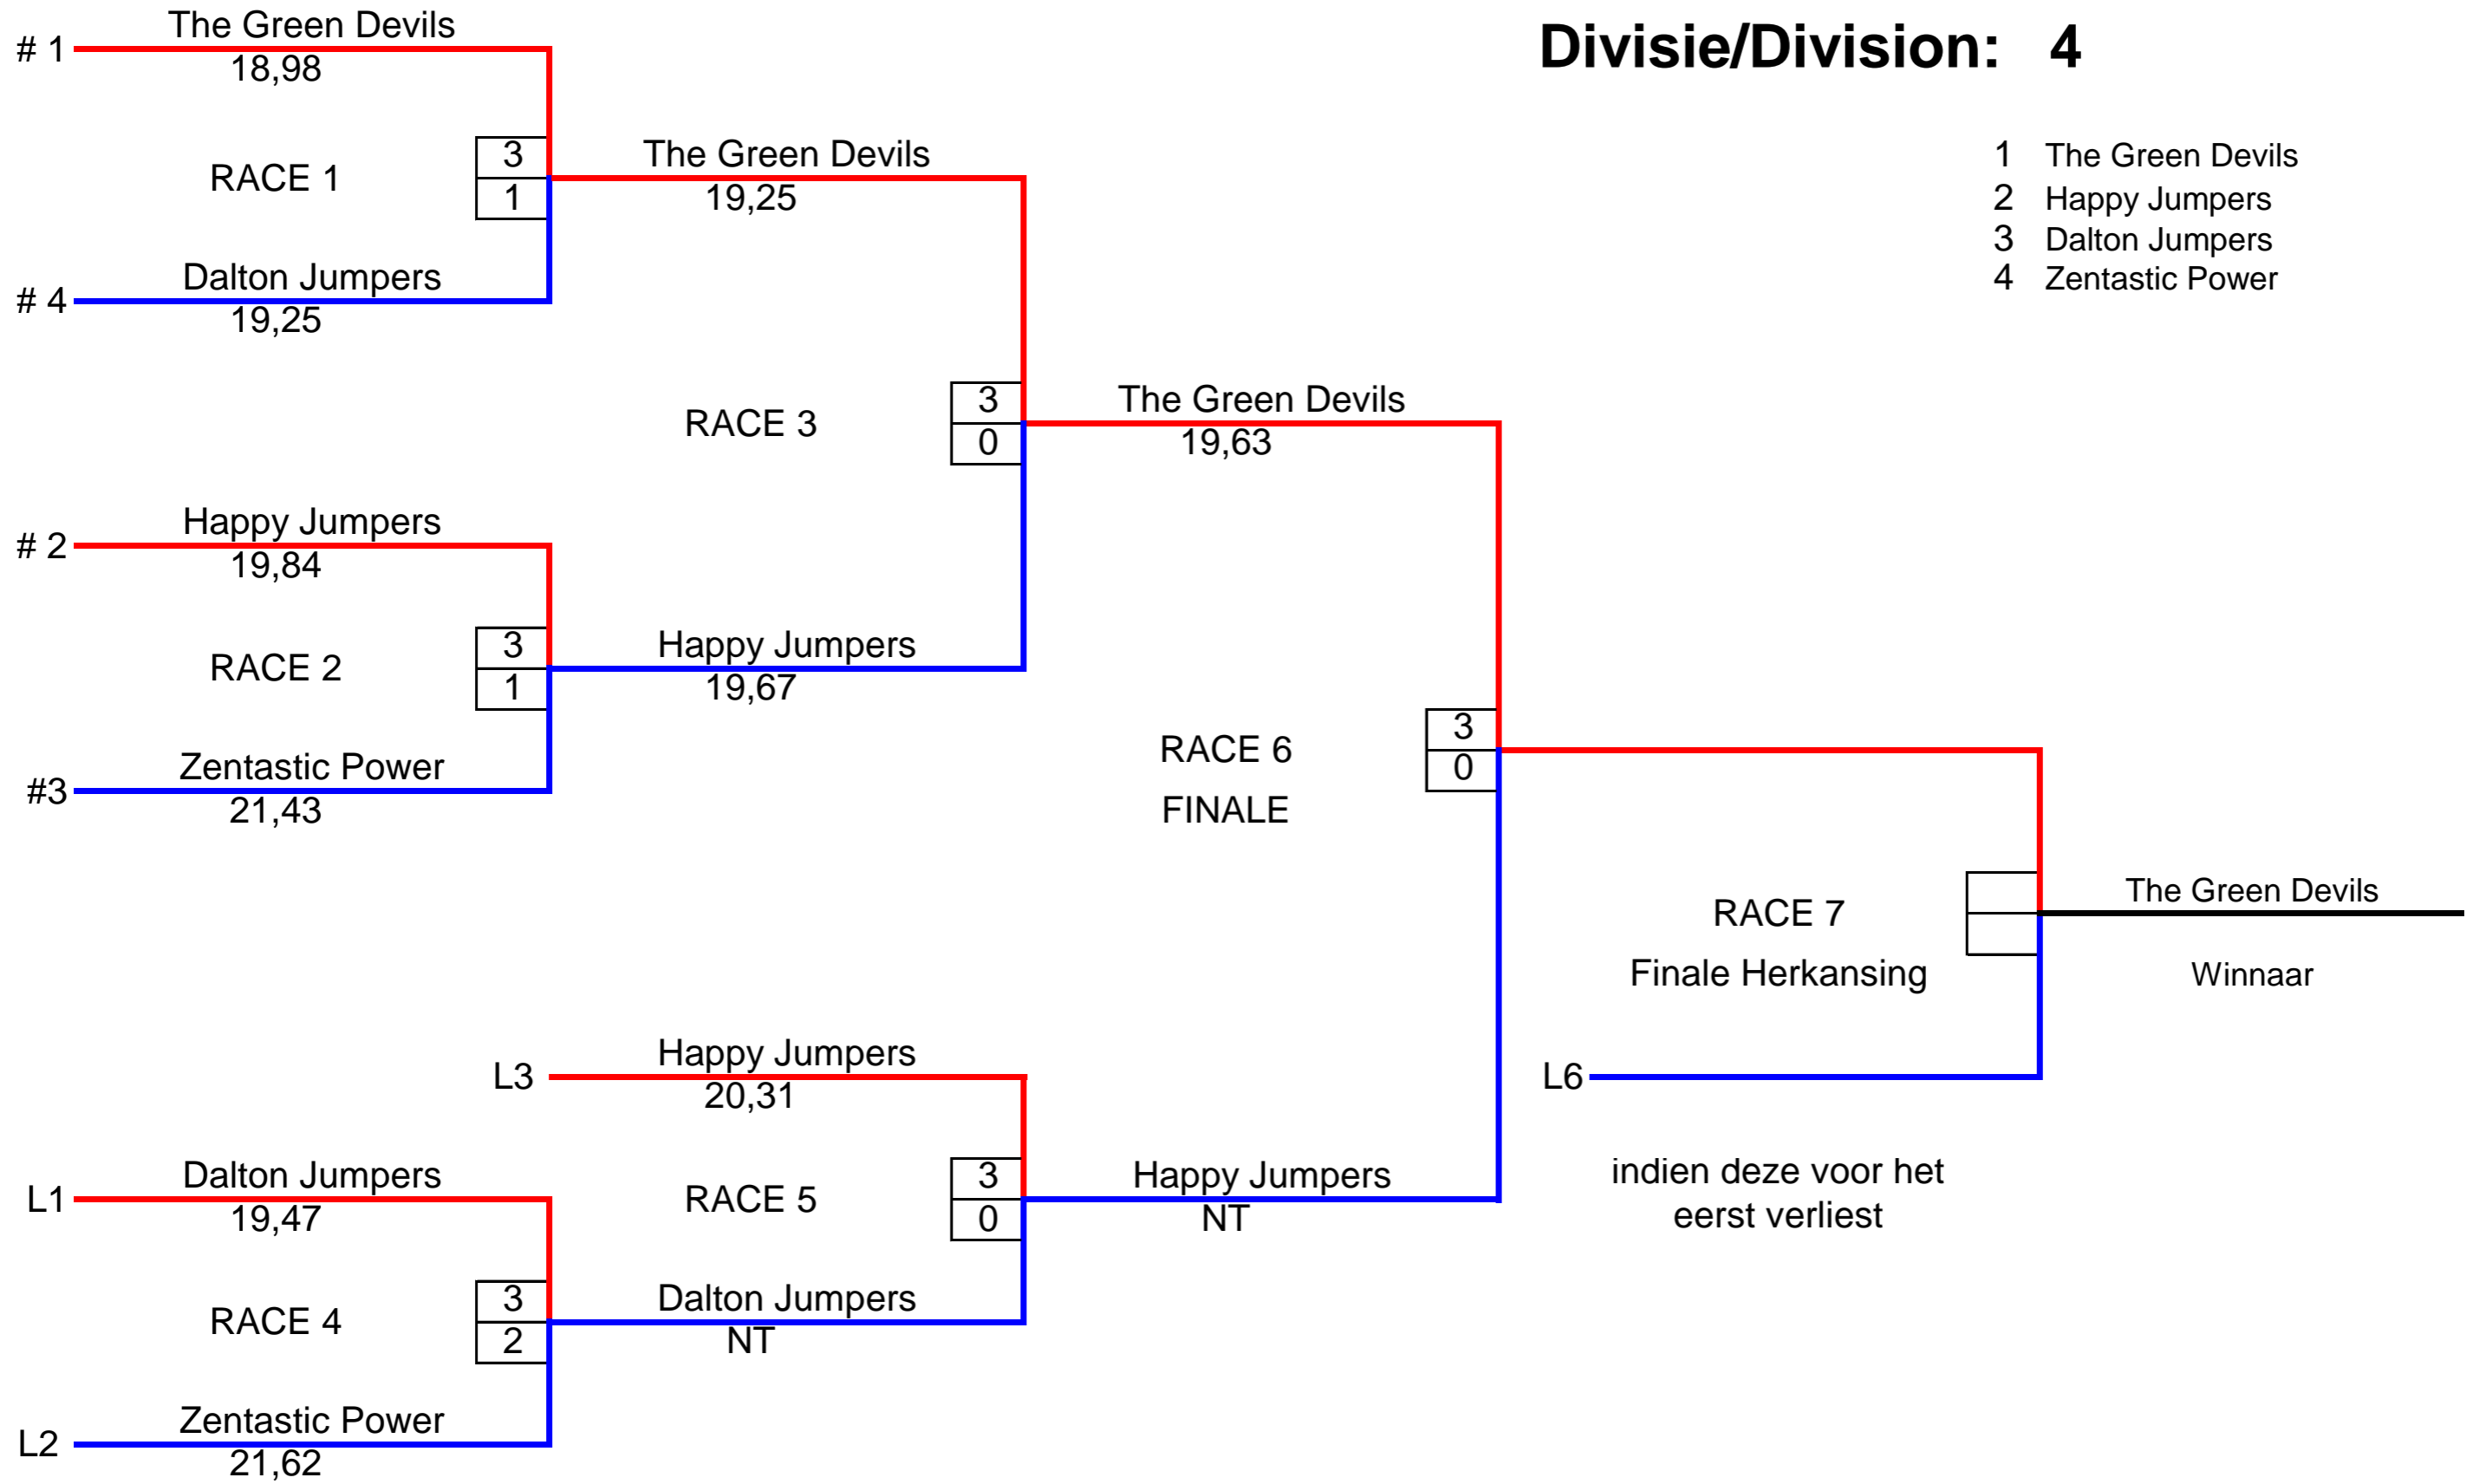 Divisie/Division: 4
1 The Green Devils
2 Happy Jumpers
3 Dalton Jumpers
4 Zentastic Power
The Green Devils
# 1
18,98
RACE 1
3
1
Dalton Jumpers
# 4
19,25
The Green Devils
19,25
Happy Jumpers
# 2
19,84
RACE 2
3
1
Zentastic Power
#3
21,43
Happy Jumpers
19,67
RACE 3
3
0
The Green Devils
19,63
RACE 6
FINALE
3
0
L3
Happy Jumpers
20,31
L1
Dalton Jumpers
19,47
RACE 4
3
2
L2
Zentastic Power
21,62
RACE 5
3
0
Dalton Jumpers
NT
Happy Jumpers
NT
RACE 7
Finale Herkansing
L6
indien deze voor het
eerst verliest
The Green Devils
Winnaar